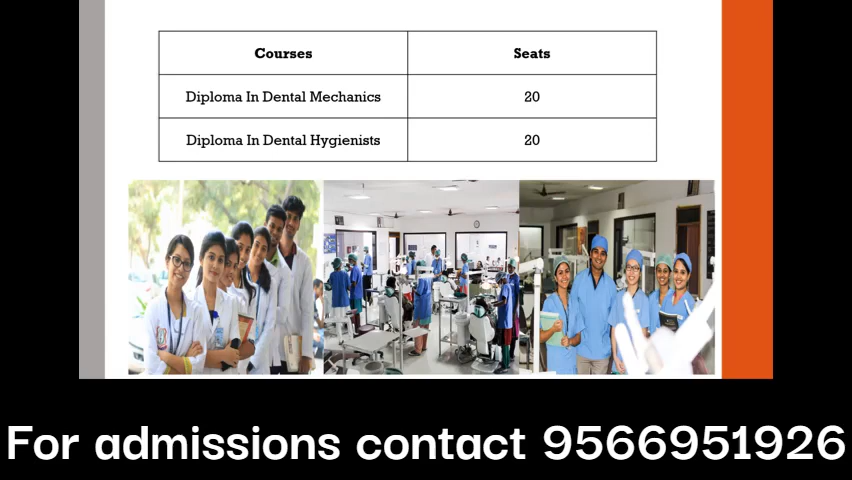 Courses Seats
Diploma In Dental Mechanics 20
Diploma In Dental Hygienists 20
For admissions contact 9566951926